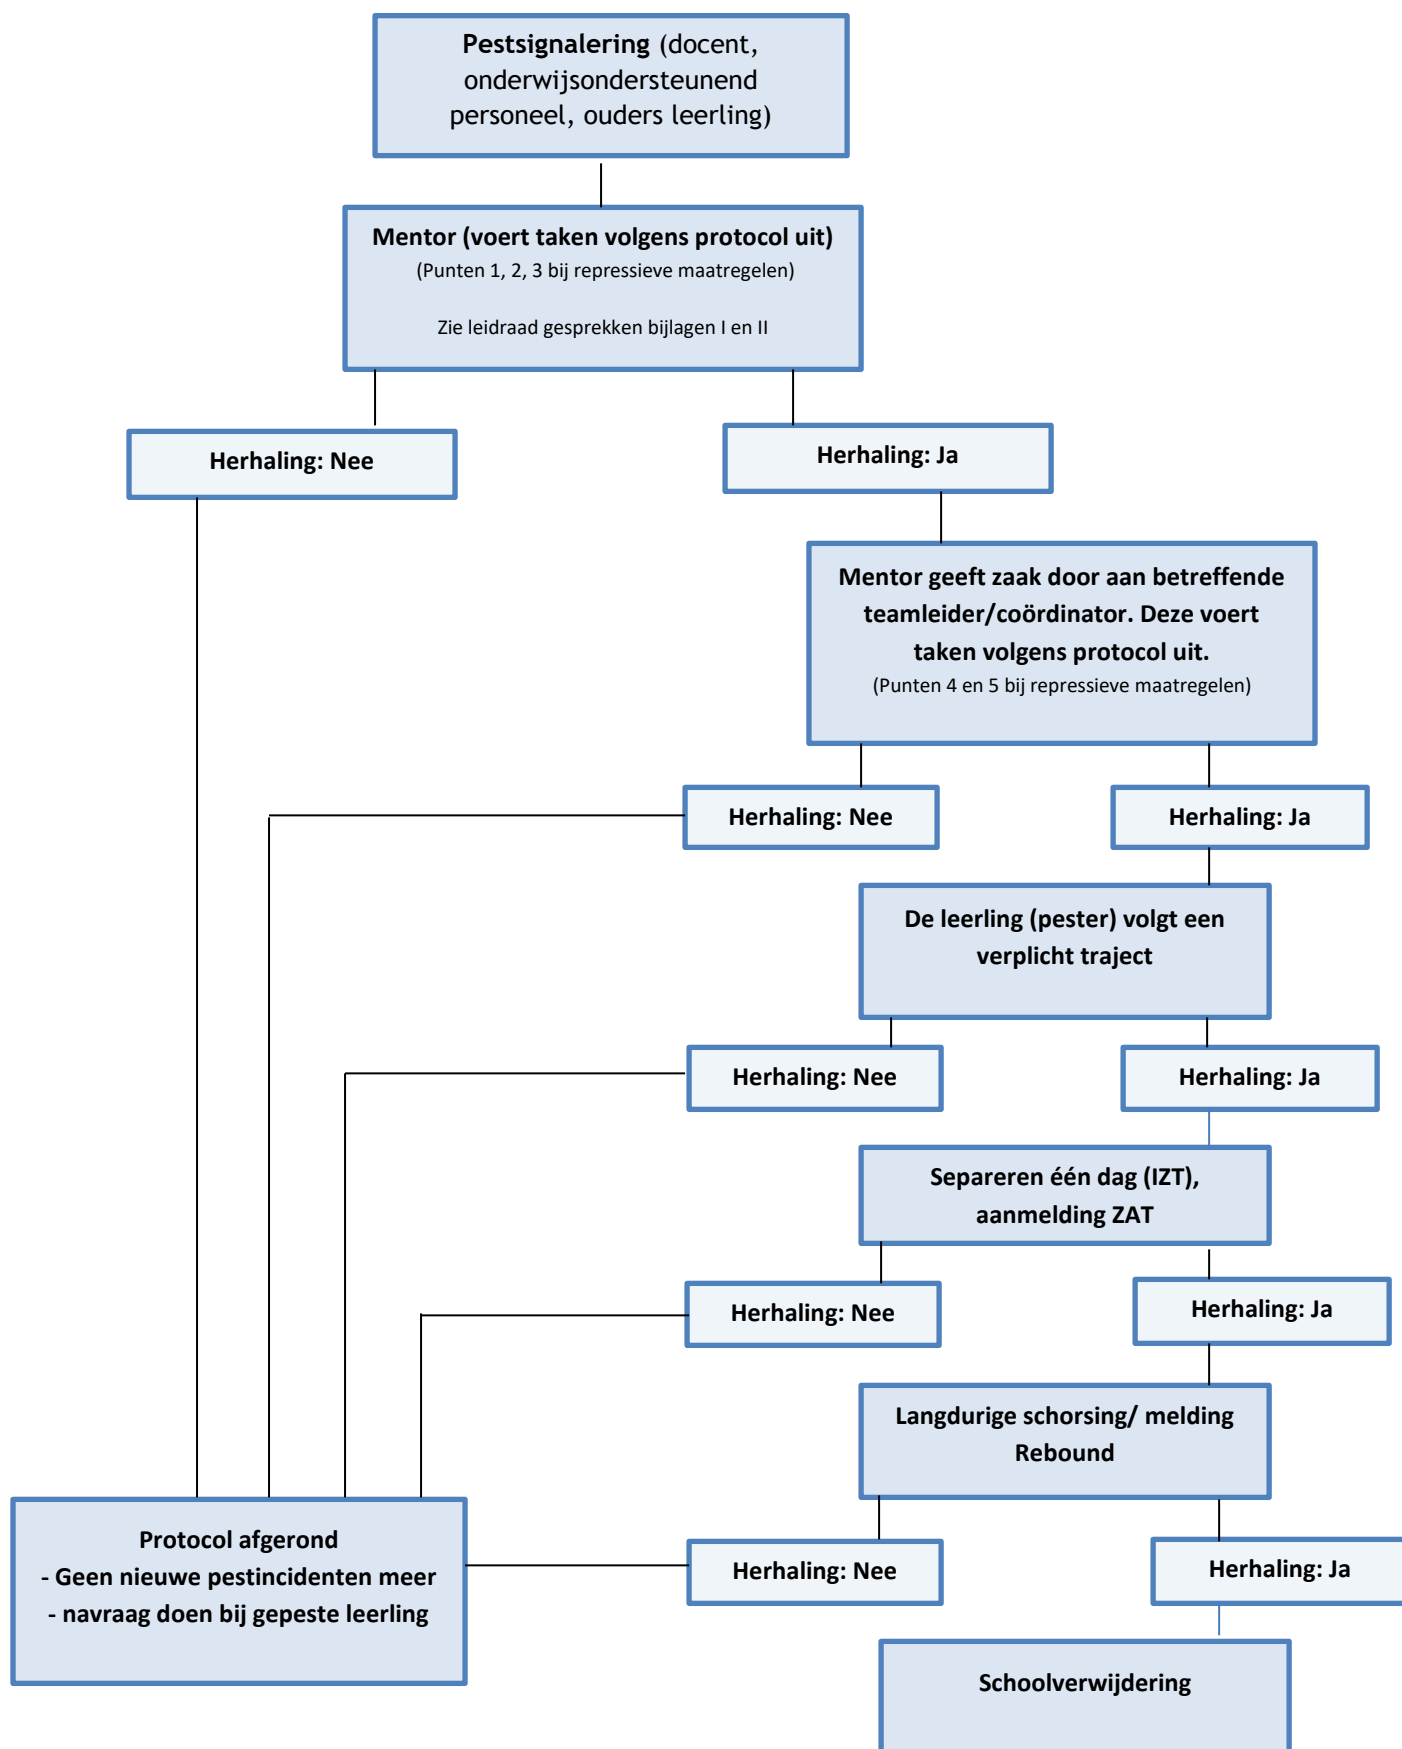 Pestsignalering (docent,
onderwijsondersteunend
personeel, ouders leerling)
Mentor (voert taken volgens protocol uit)
(Punten 1, 2, 3 bij repressieve maatregelen)
Zie leidraad gesprekken bijlagen I en II
Herhaling: Nee
Herhaling: Ja
Mentor geeft zaak door aan betreffende
teamleider/coördinator. Deze voert
taken volgens protocol uit.
(Punten 4 en 5 bij repressieve maatregelen)
Herhaling: Nee
Herhaling: Ja
De leerling (pester) volgt een
verplicht traject
Herhaling: Nee
Herhaling: Ja
Separeren één dag (IZT),
aanmelding ZAT
Herhaling: Nee
Herhaling: Ja
Langdurige schorsing/ melding
Rebound
Protocol afgerond
- Geen nieuwe pestincidenten meer
- navraag doen bij gepeste leerling
Herhaling: Nee
Herhaling: Ja
Schoolverwijdering